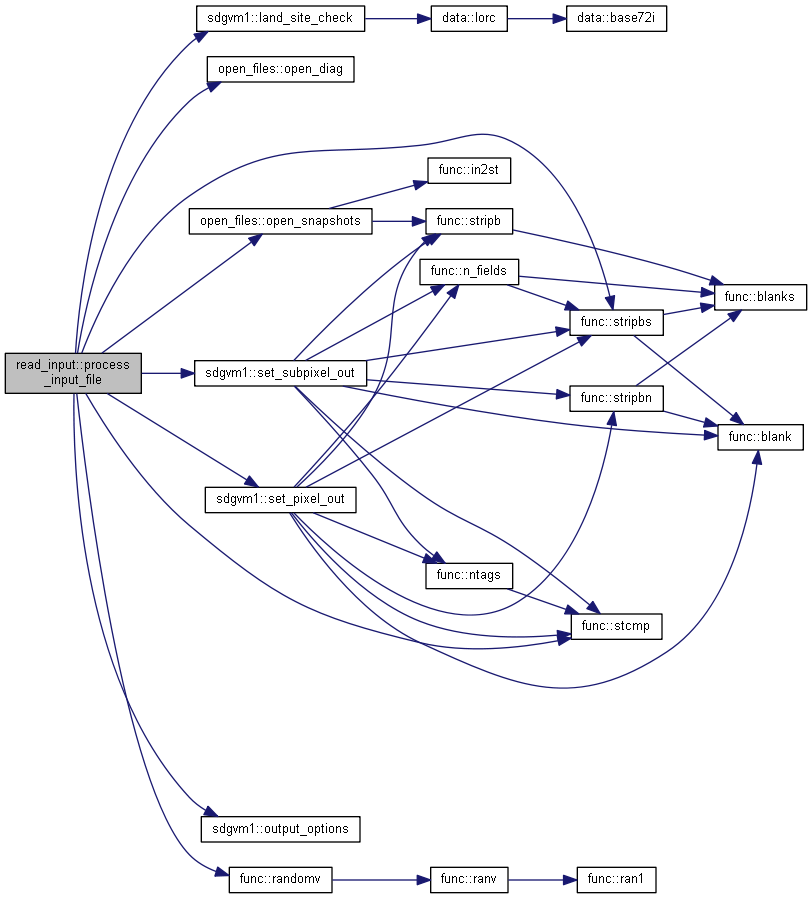 sdgvm1::land_site_check
data::lorc
data::base72i
open_files::open_diag
func::in2st
open_files::open_snapshots
func::stripb
func::n_fields
func::blanks
func::stripbs
read_input::process
_input_file
sdgvm1::set_subpixel_out
func::stripbn
func::blank
sdgvm1::set_pixel_out
func::ntags
func::stcmp
sdgvm1::output_options
func::randomv
func::ranv
func::ran1